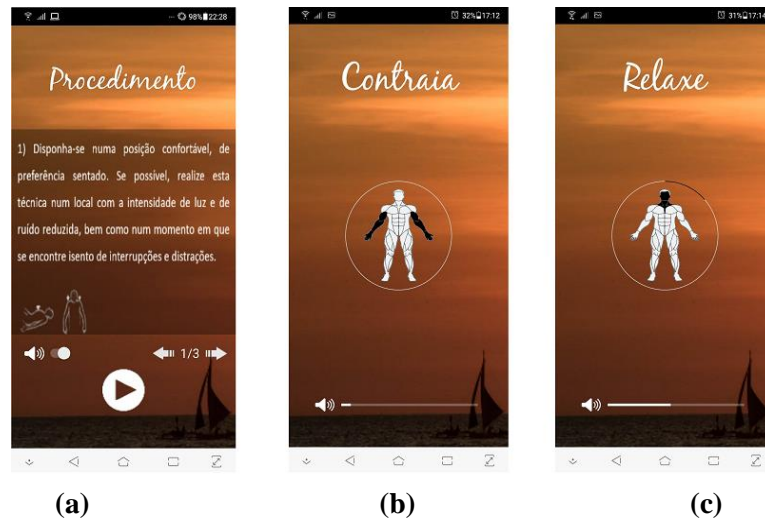 98% 22:28
32% 17:12
31% 17:14
Procedimento
Contraia
Relaxe
1) Disponha-se numa posição confortável, de
preferência sentado. Se possível, realize esta
técnica num local com a intensidade de luz e de
ruído reduzida, bem como num momento em que
se encontre isento de interrupções e distrações.
1/3
(a)
(b)
(c)